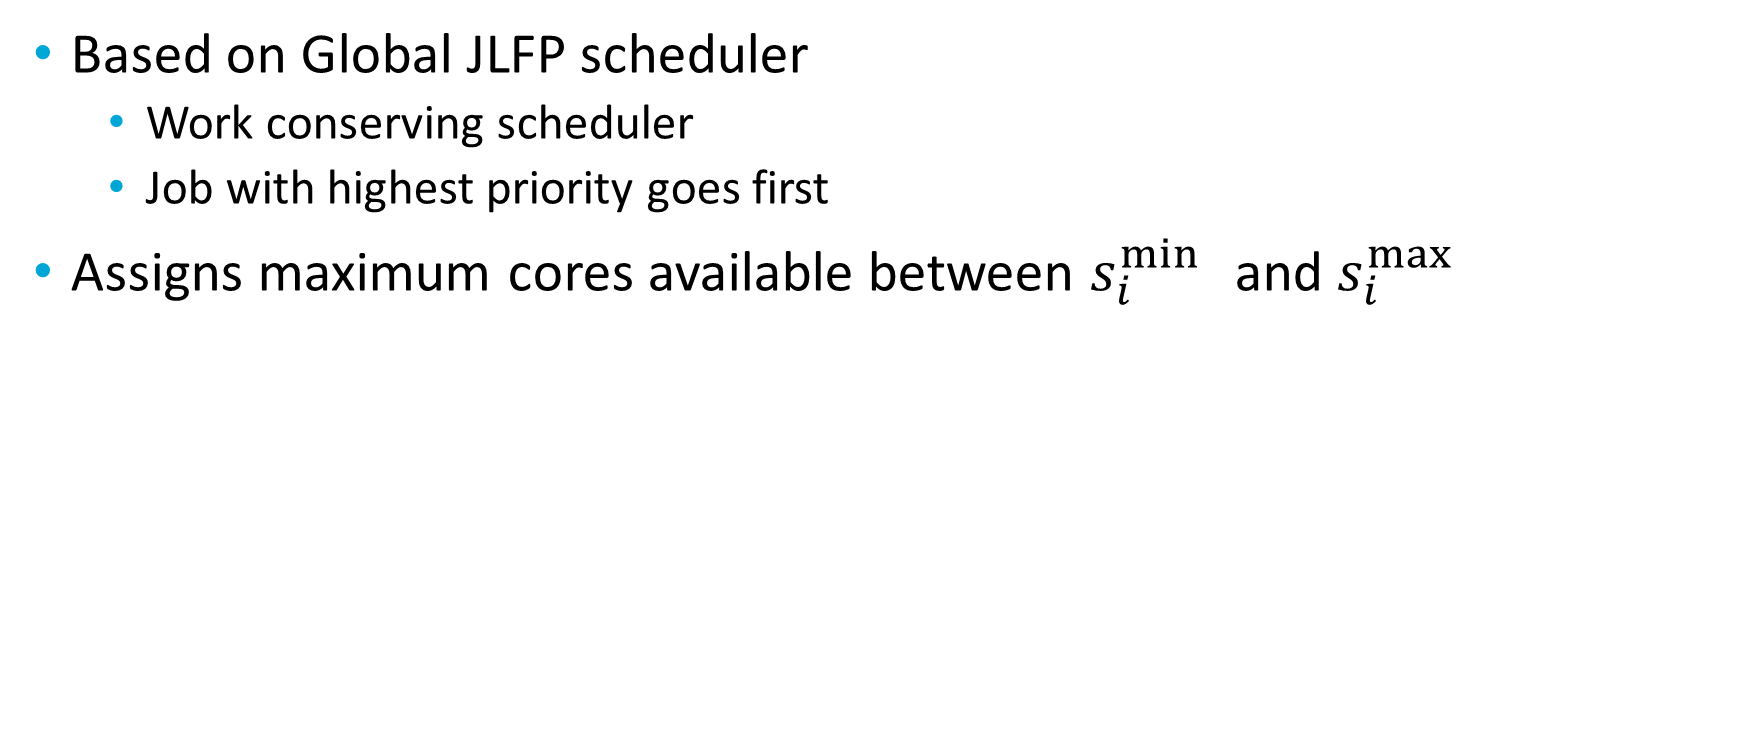 • Based on Global JLFP scheduler
• Work conserving scheduler
• Job with highest priority goes first
• Assigns maximum cores available between $s_i^{\min}$ and $s_i^{\max}$